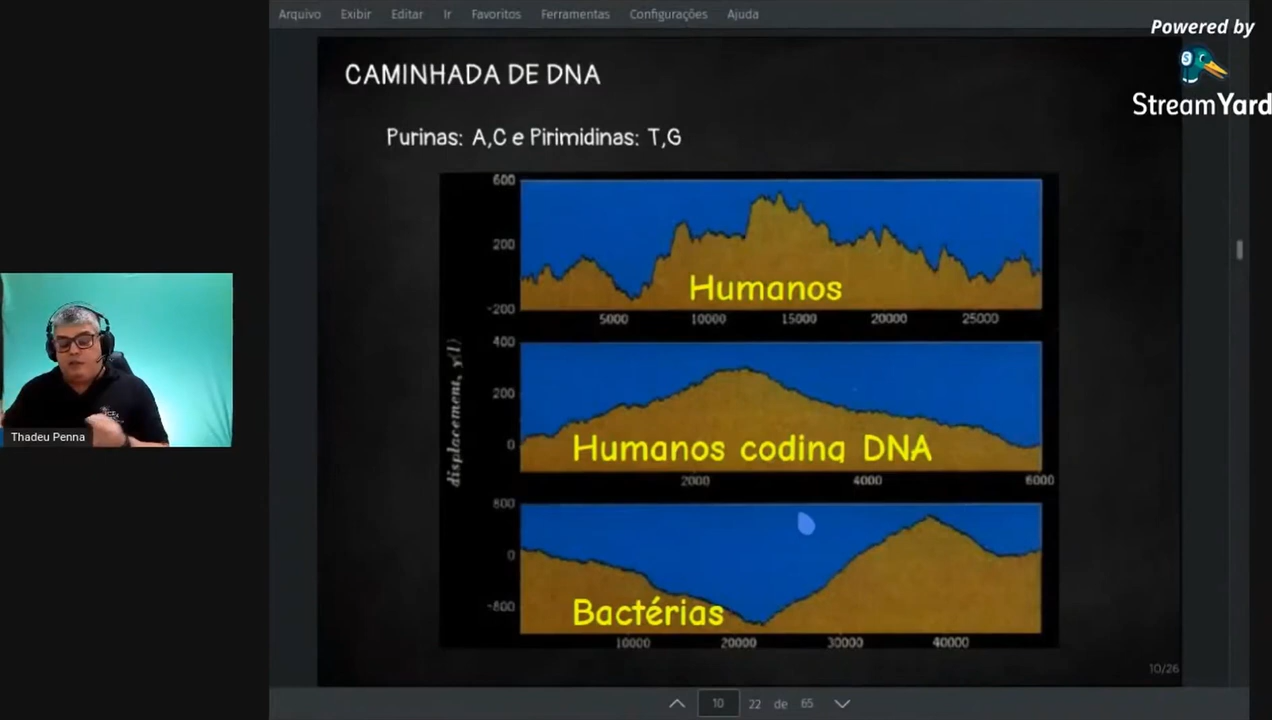 Arquivo Exibir Editar Ir Favoritos Ferramentas Configurações Ajuda
Powered by
StreamYard
CAMINHADA DE DNA
Purinas: A,C e Pirimidinas: T,G
600
200
-200
Humanos
5000 10000 15000 20000 25000
displacement, y(l)
400
200
0
Humanos coding DNA
2000 4000 6000
800
0
-800
Bactérias
10000 20000 30000 40000
Thadeu Penna
10/26
10 22 de 65